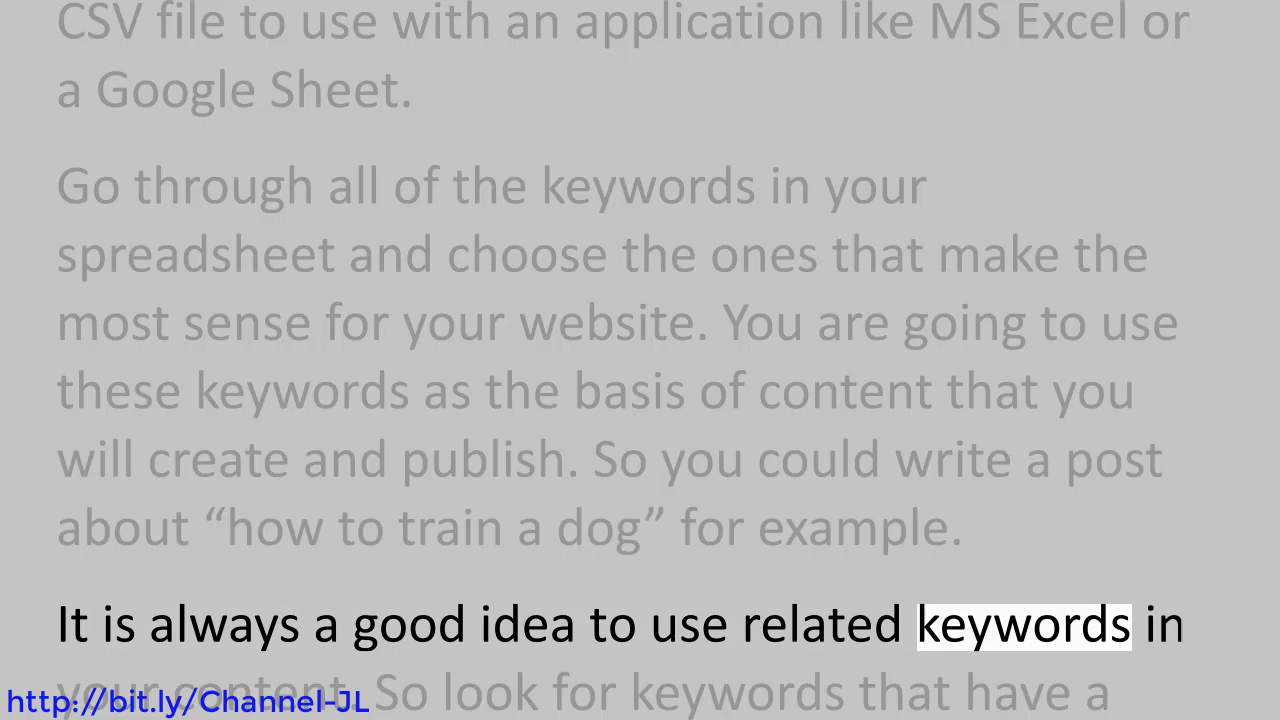 CSV file to use with an application like MS Excel or
a Google Sheet.
Go through all of the keywords in your
spreadsheet and choose the ones that make the
most sense for your website. You are going to use
these keywords as the basis of content that you
will create and publish. So you could write a post
about “how to train a dog” for example.
It is always a good idea to use related keywords in
your content. So look for keywords that have a
http://bit.ly/Channel-JL